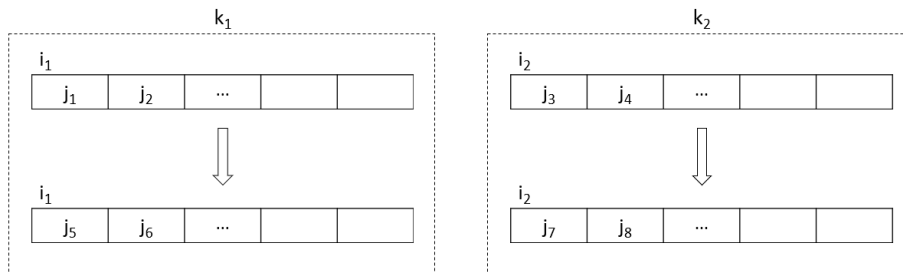 k₁ k₂
i₁ i₂
j₁ j₂ ... j₃ j₄ ...
i₁ i₂
j₅ j₆ ... j₇ j₈ ...